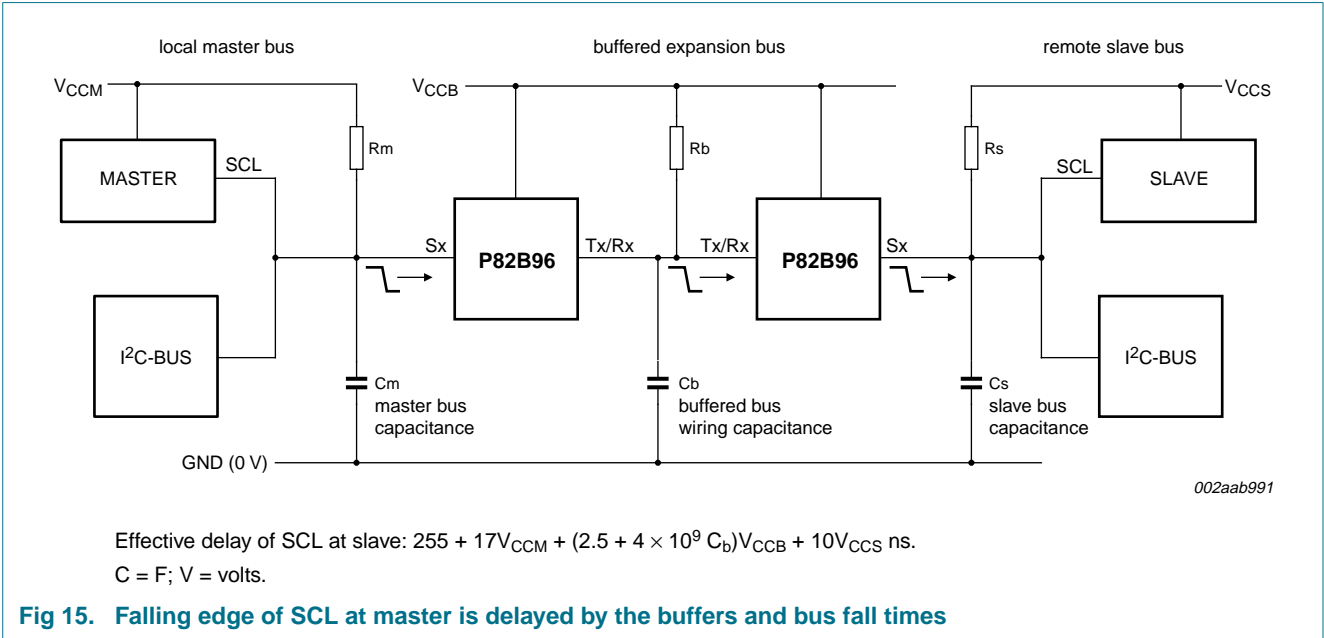 local master bus
buffered expansion bus
remote slave bus
VCCM
VCCB
VCCS
Rm
Rb
Rs
MASTER
SCL
SCL
SLAVE
Sx
P82B96
Tx/Rx
Tx/Rx
P82B96
Sx
I²C-BUS
I²C-BUS
Cm
master bus
capacitance
Cb
buffered bus
wiring capacitance
Cs
slave bus
capacitance
GND (0 V)
002aab991
Effective delay of SCL at slave: 255 + 17VCCM + (2.5 + 4 × 10⁹ Cb)VCCB + 10VCCS ns.
C = F; V = volts.
Fig 15. Falling edge of SCL at master is delayed by the buffers and bus fall times